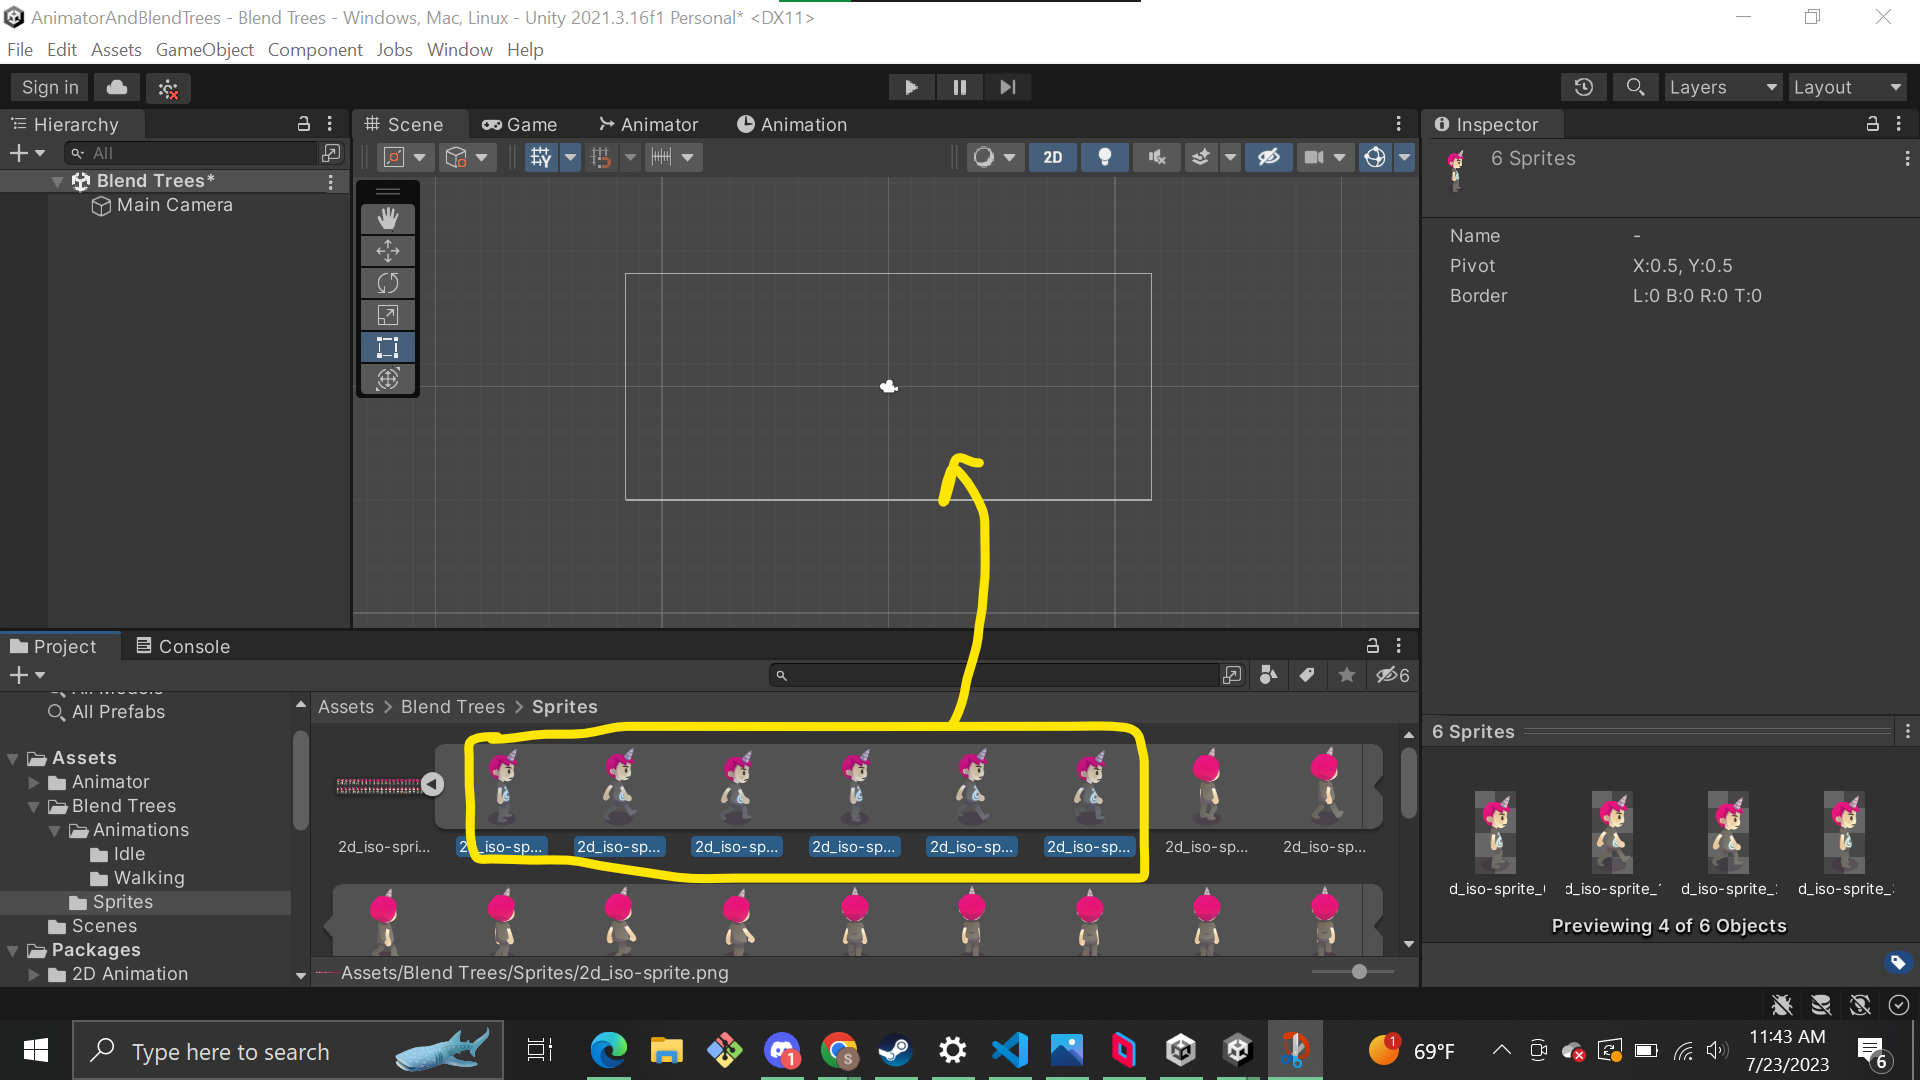 AnimatorAndBlendTrees - Blend Trees - Windows, Mac, Linux - Unity 2021.3.16f1 Personal* <DX11>
File Edit Assets GameObject Component Jobs Window Help
Sign in
Layers
Layout
Hierarchy
Scene
Game
Animator
Animation
Inspector
All
2D
6 Sprites
Blend Trees*
Main Camera
Name -
Pivot X:0.5, Y:0.5
Border L:0 B:0 R:0 T:0
Project
Console
6
All Prefabs
Assets > Blend Trees > Sprites
6 Sprites
Assets
Animator
Blend Trees
Animations
Idle
Walking
Sprites
Scenes
Packages
2D Animation
2d_iso-spri...
2d_iso-sp...
2d_iso-sp...
2d_iso-sp...
2d_iso-sp...
2d_iso-sp...
2d_iso-sp...
2d_iso-sp...
2d_iso-sp...
d_iso-sprite_
d_iso-sprite_
d_iso-sprite_
d_iso-sprite_
Previewing 4 of 6 Objects
Assets/Blend Trees/Sprites/2d_iso-sprite.png
Type here to search
1
S
1
69°F
11:43 AM
7/23/2023
6